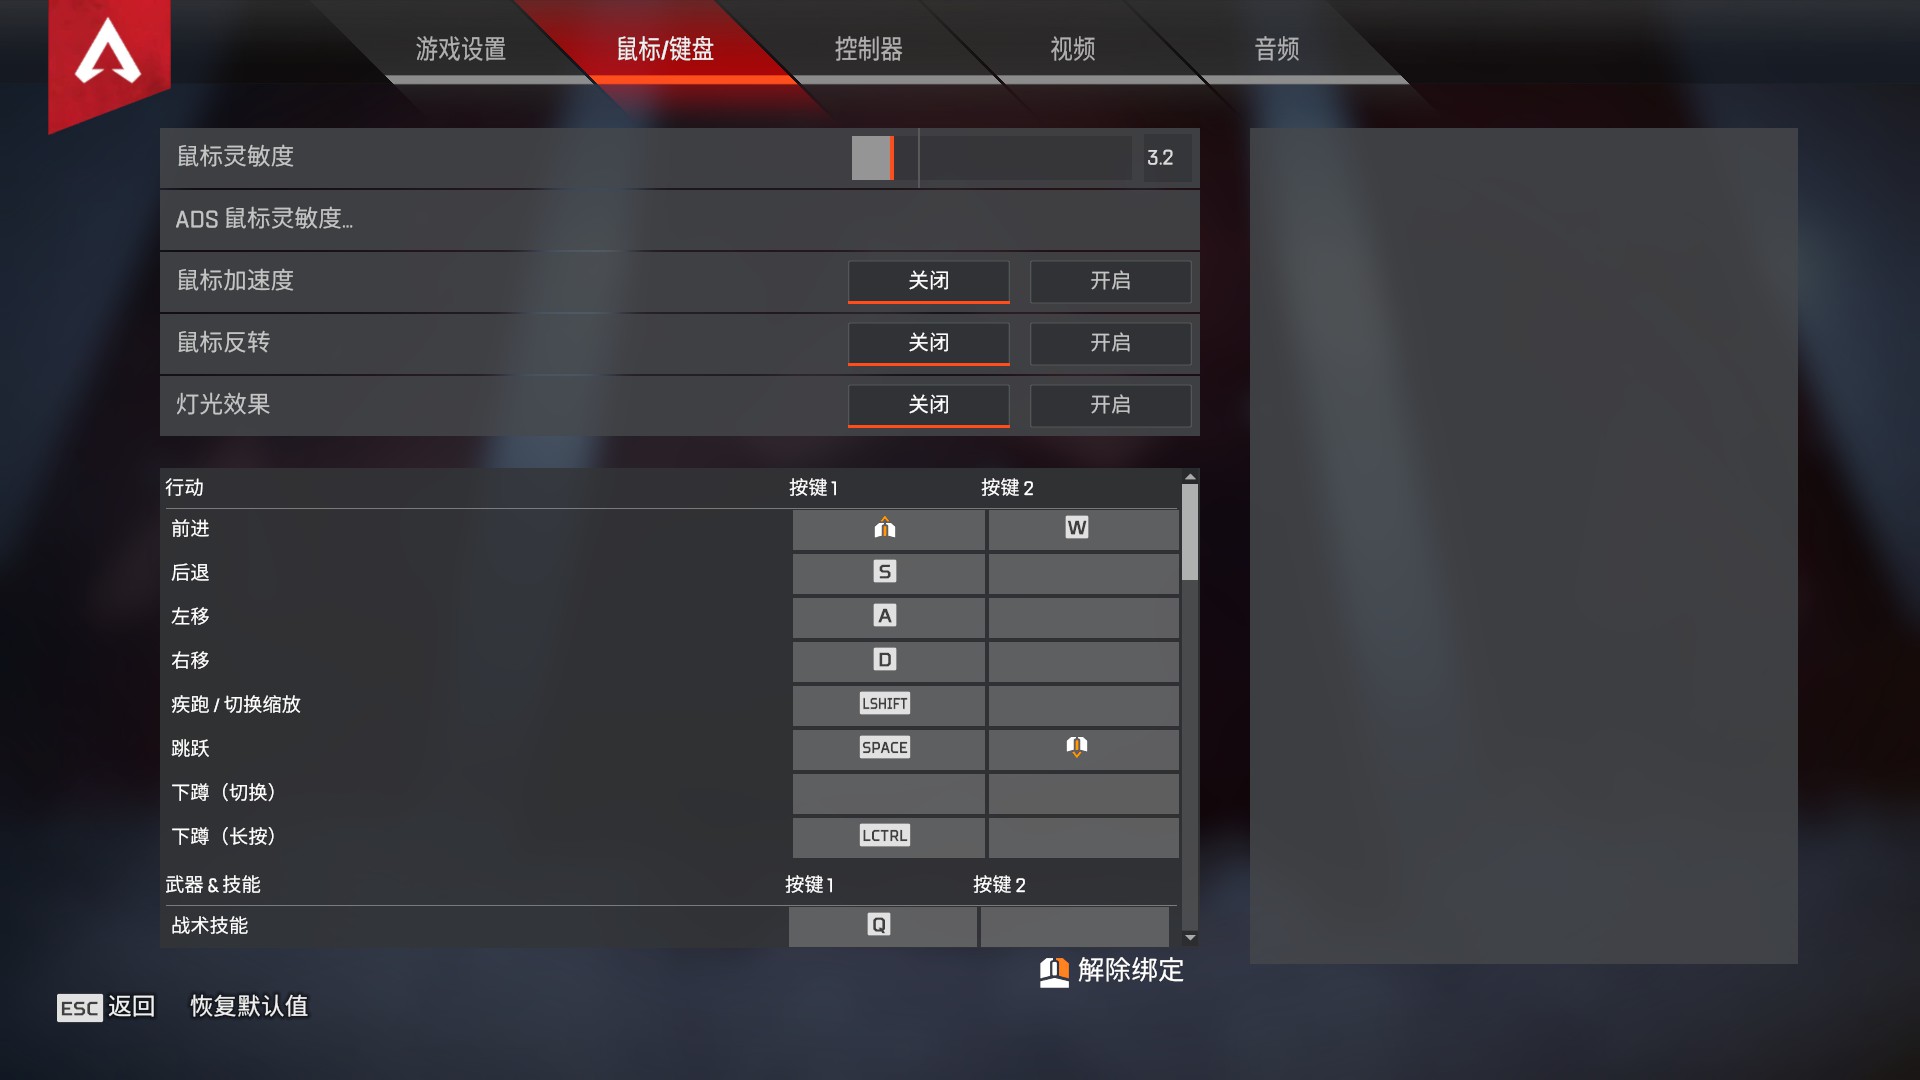 游戏设置 鼠标/键盘 控制器 视频 音频
鼠标灵敏度 3.2
ADS 鼠标灵敏度...
鼠标加速度 关闭 开启
鼠标反转 关闭 开启
灯光效果 关闭 开启
行动 按键 1 按键 2
前进 W
后退 S
左移 A
右移 D
疾跑 / 切换缩放 LSHIFT
跳跃 SPACE
下蹲（切换）
下蹲（长按） LCTRL
武器 & 技能 按键 1 按键 2
战术技能 Q
解除绑定
ESC 返回 恢复默认值